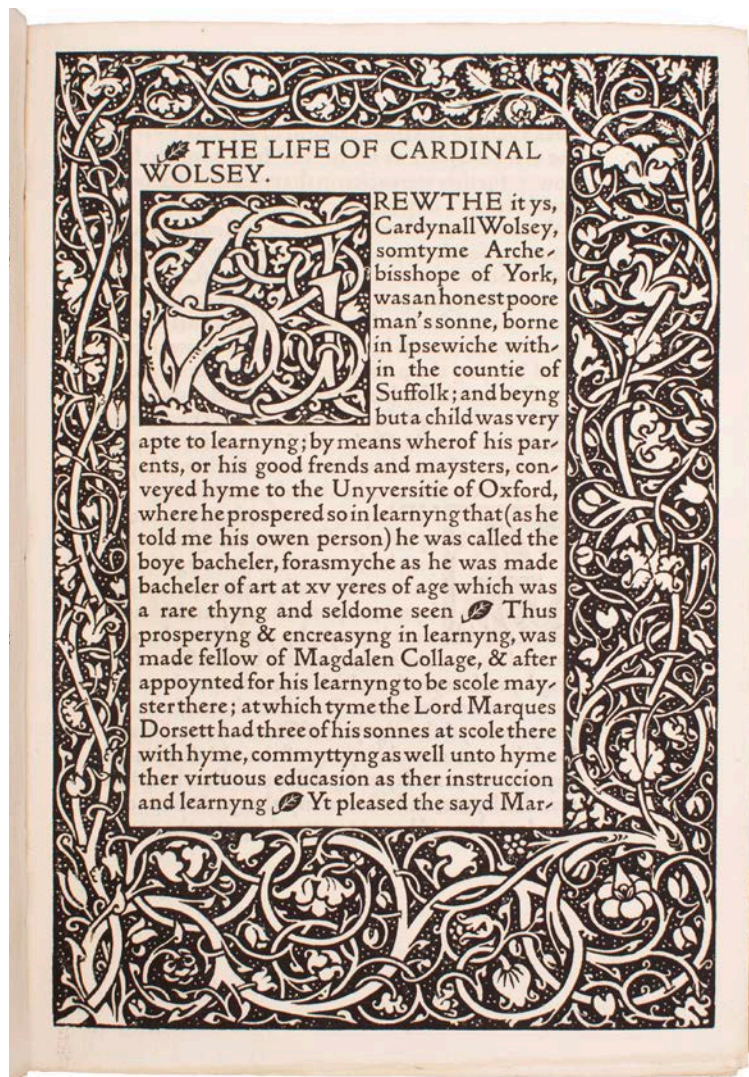 THE LIFE OF CARDINAL
WOLSEY.
TREWTHE it ys,
Cardynall Wolsey,
somtyme Arche-
bisshope of York,
was an honest poore
man's sonne, borne
in Ipsewiche with-
in the countie of
Suffolk; and beyng
but a child was very
apte to learnyng; by means wherof his par-
ents, or his good frends and maysters, con-
veyed hyme to the Unyversitie of Oxford,
where he prospered so in learnyng that (as he
told me his owen person) he was called the
boye bacheler, forasmyche as he was made
bacheler of art at xv yeres of age which was
a rare thyng and seldome seen Thus
prosperyng & encreasyng in learnyng, was
made fellow of Magdalen Collage, & after
appoynted for his learnyng to be scole may-
ster there; at which tyme the Lord Marques
Dorsett had three of his sonnes at scole there
with hyme, commyttyng as well unto hyme
ther virtuous educasion as ther instruccion
and learnyng Yt pleased the sayd Mar-